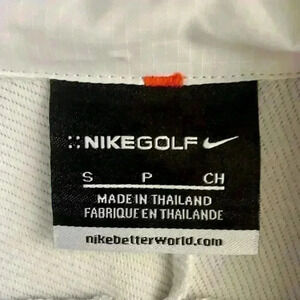 NIKEGOLF
S P CH
MADE IN THAILAND
FABRIQUE EN THAILANDE
nikebetterworld.com